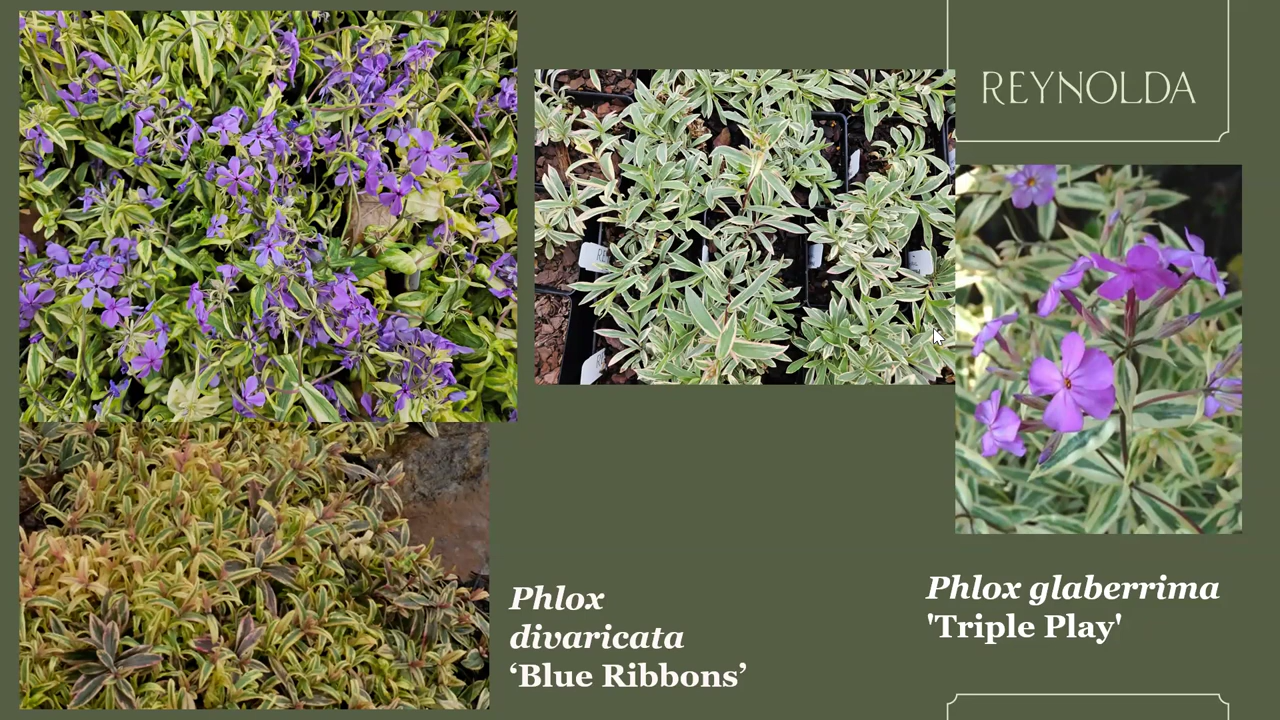 REYNOLDA
Phlox
divaricata
‘Blue Ribbons’
Phlox glaberrima
'Triple Play'